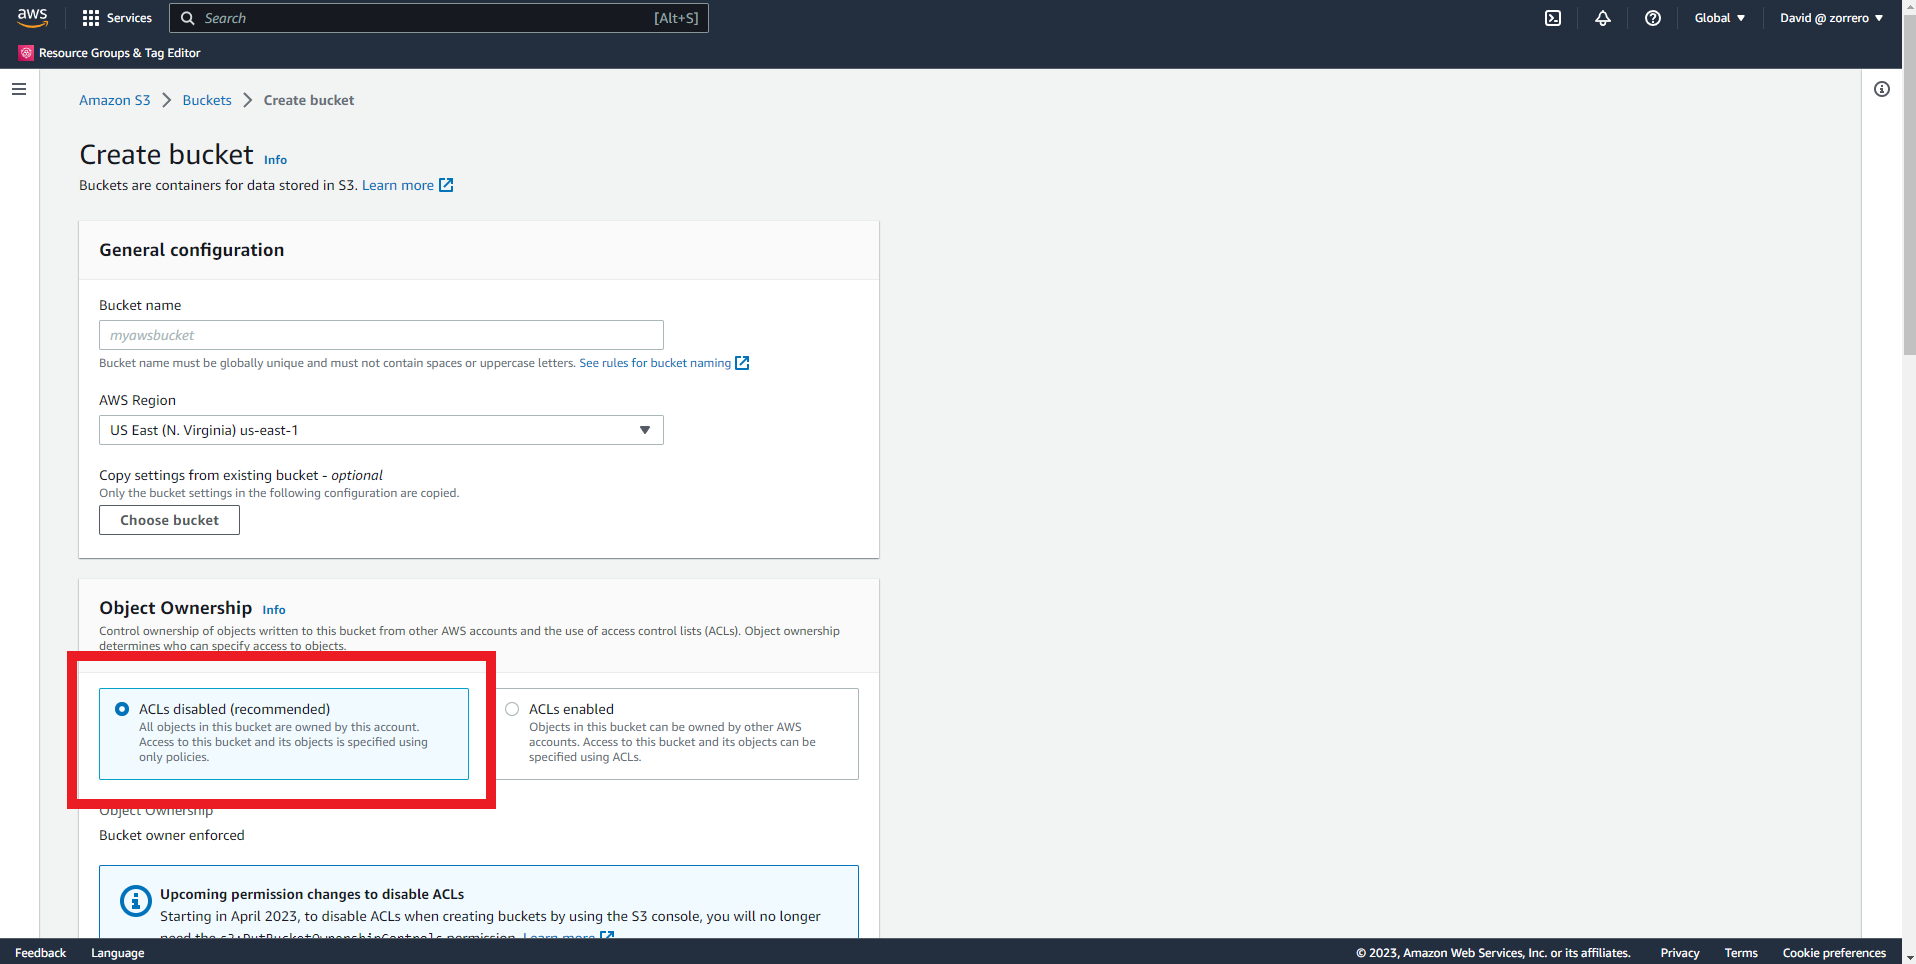 aws
Services
Search
[Alt+S]
Global
David @ zorrero
Resource Groups & Tag Editor
Amazon S3
Buckets
Create bucket
Create bucket Info
Buckets are containers for data stored in S3. Learn more
General configuration
Bucket name
myawsbucket
Bucket name must be globally unique and must not contain spaces or uppercase letters. See rules for bucket naming
AWS Region
US East (N. Virginia) us-east-1
Copy settings from existing bucket - optional
Only the bucket settings in the following configuration are copied.
Choose bucket
Object Ownership Info
Control ownership of objects written to this bucket from other AWS accounts and the use of access control lists (ACLs). Object ownership
determines who can specify access to objects.
ACLs disabled (recommended)
All objects in this bucket are owned by this account.
Access to this bucket and its objects is specified using
only policies.
ACLs enabled
Objects in this bucket can be owned by other AWS
accounts. Access to this bucket and its objects can be
specified using ACLs.
Object Ownership
Bucket owner enforced
Upcoming permission changes to disable ACLs
Starting in April 2023, to disable ACLs when creating buckets by using the S3 console, you will no longer
need the s3:PutBucketOwnershipControls permission. Learn more
Feedback
Language
© 2023, Amazon Web Services, Inc. or its affiliates.
Privacy
Terms
Cookie preferences